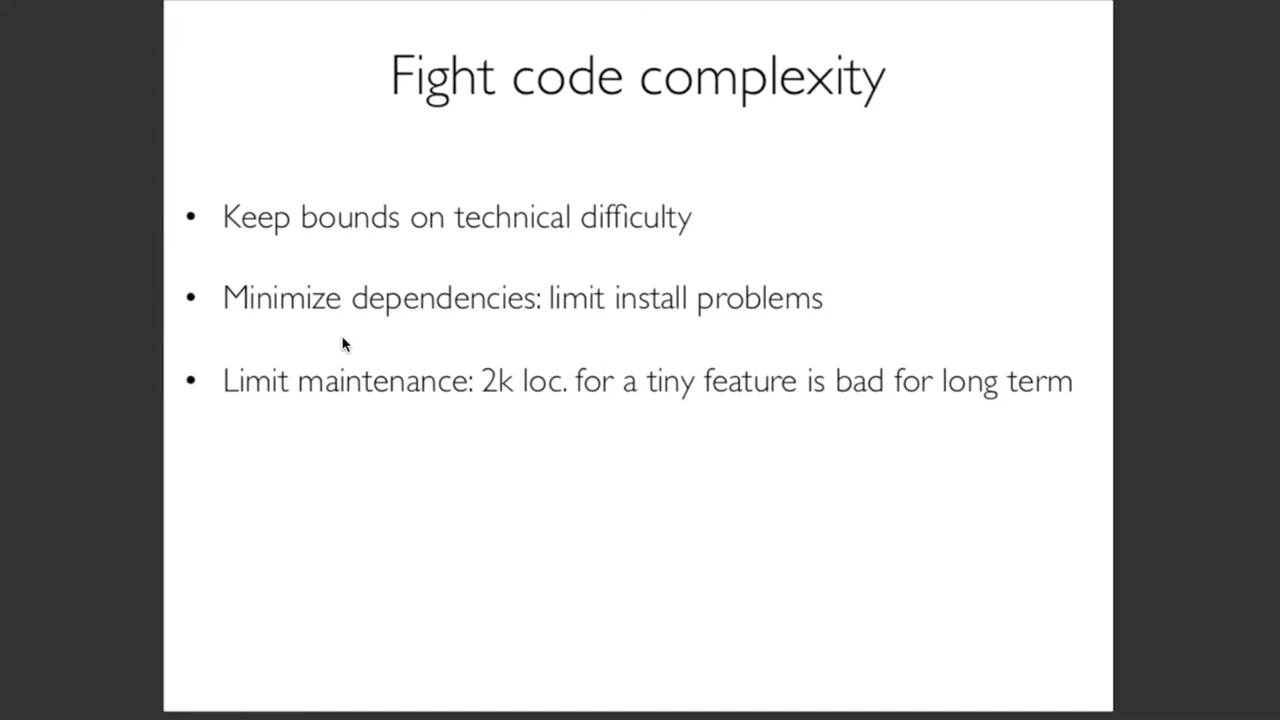 Fight code complexity
• Keep bounds on technical difficulty
• Minimize dependencies: limit install problems
• Limit maintenance: 2k loc. for a tiny feature is bad for long term